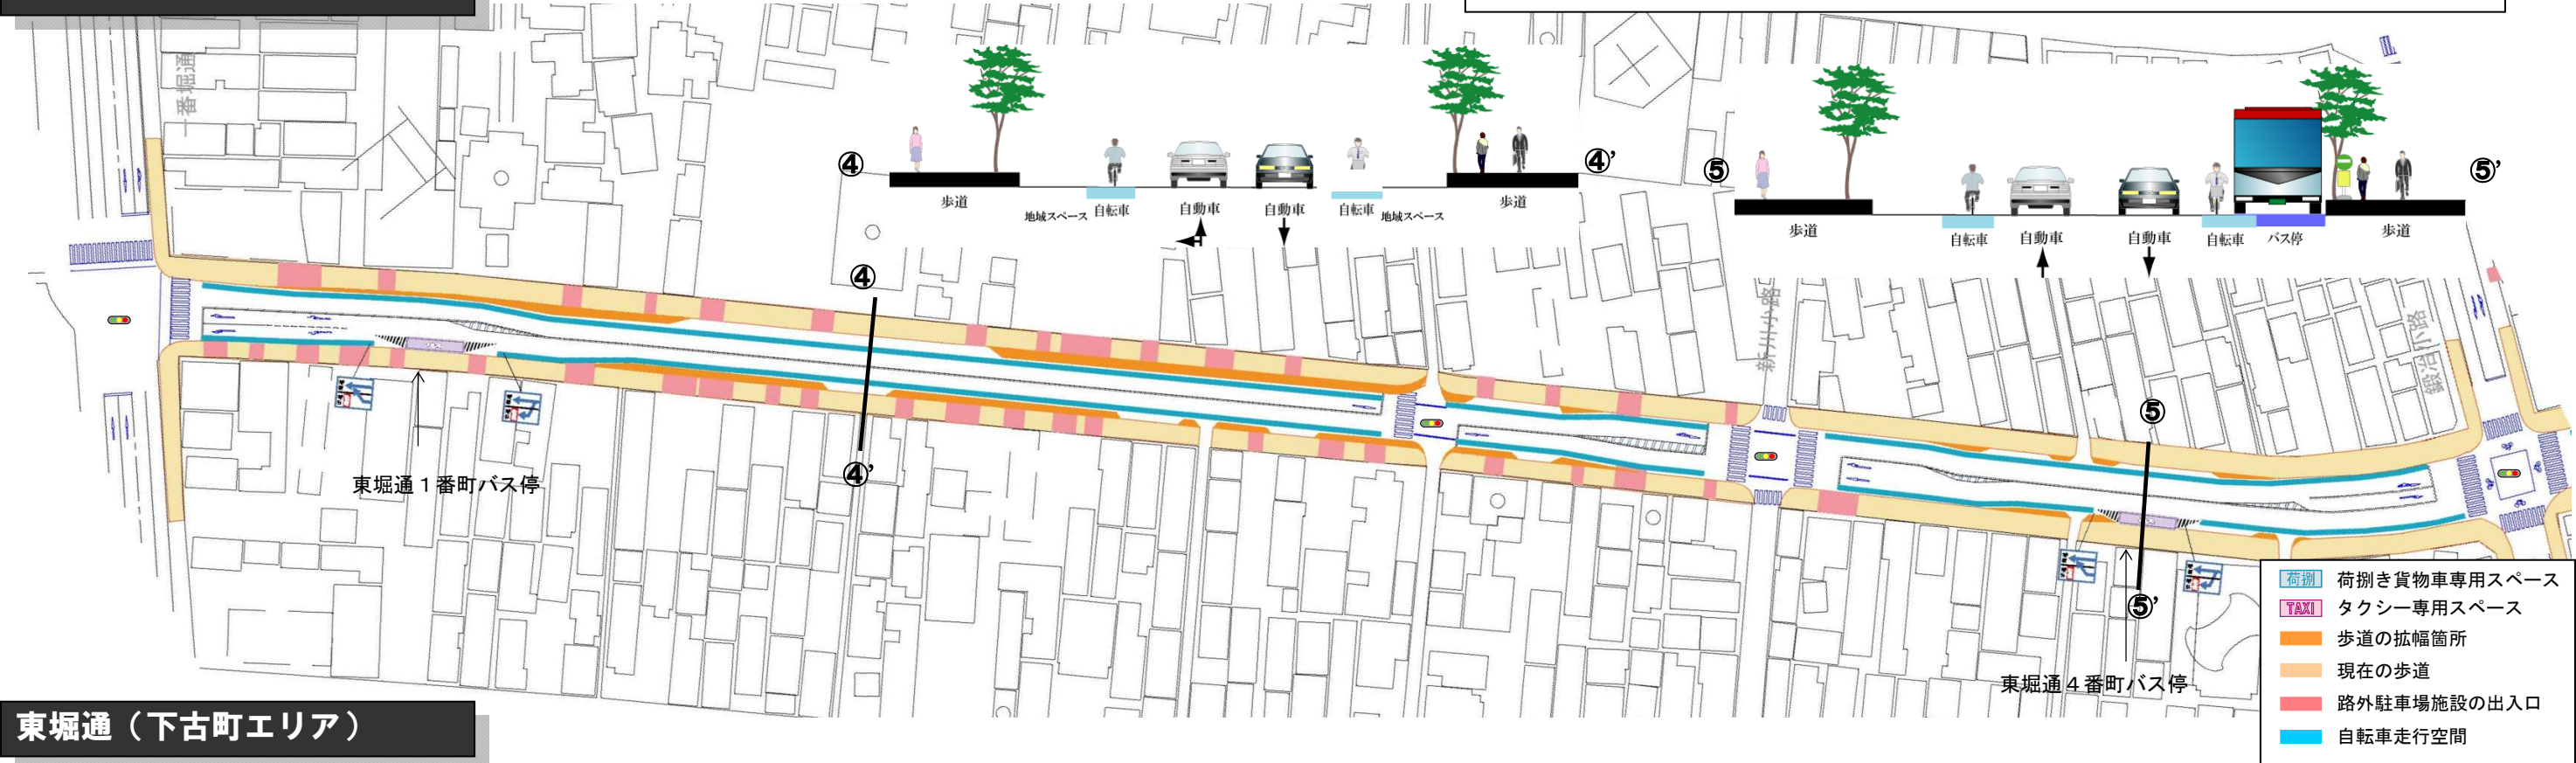 一番堀通
④
④’
歩道
地域スペース
自転車
自動車
自動車
自転車
地域スペース
歩道
⑤
⑤’
歩道
自転車
自動車
自動車
自転車
バス停
歩道
④
④’
新川小路
鍛冶小路
⑤
⑤’
東堀通１番町バス停
東堀通４番町バス停
荷捌 荷捌き貨物車専用スペース
TAXI タクシー専用スペース
歩道の拡幅箇所
現在の歩道
路外駐車場施設の出入口
自転車走行空間
東堀通（下古町エリア）